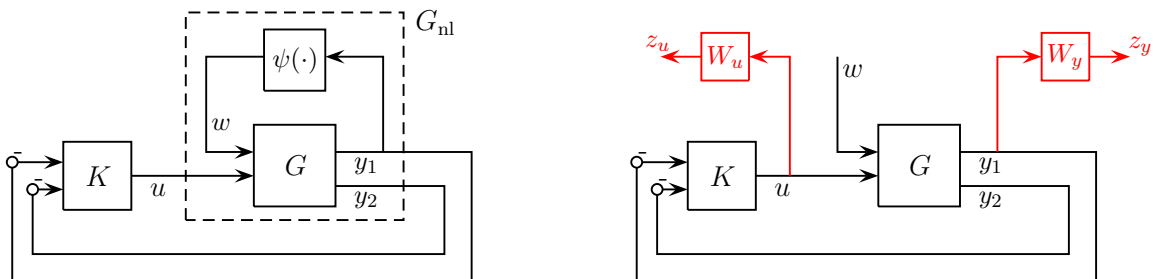 G_nl
ψ(·)
w
-
-
K
u
G
y_1
y_2
z_u
W_u
W_y
z_y
w
-
-
K
u
G
y_1
y_2